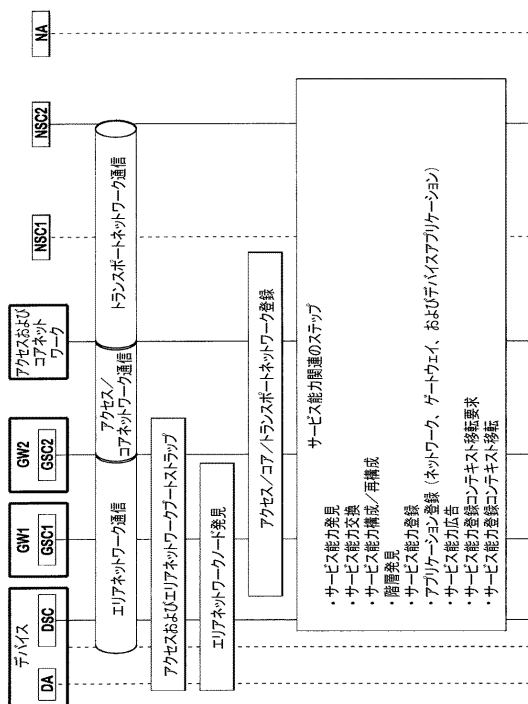 デバイス
DA
DSC
GW1
GSC1
GW2
GSC2
アクセスおよび
コアネット
ワーク
NSC1
NSC2
NA
エリアネットワーク通信
アクセス/
コアネットワーク通信
トランスポートネットワーク通信
アクセスおよびエリアネットワークブートストラップ
エリアネットワークノード発見
アクセス/コア/トランスポートネットワーク登録
サービス能力関連のステップ
・サービス能力発見
・サービス能力交換
・サービス能力構成/再構成
・階層発見
・サービス能力登録
・アプリケーション登録(ネットワーク、ゲートウェイ、およびデバイスアプリケーション)
・サービス能力広告
・サービス能力登録コンテキスト移転要求
・サービス能力登録コンテキスト移転